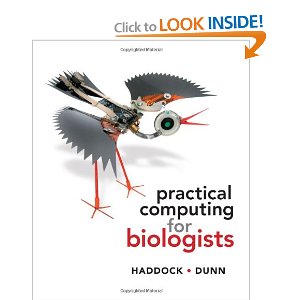 Click to LOOK INSIDE!
practical
computing
for
biologists
HADDOCK • DUNN